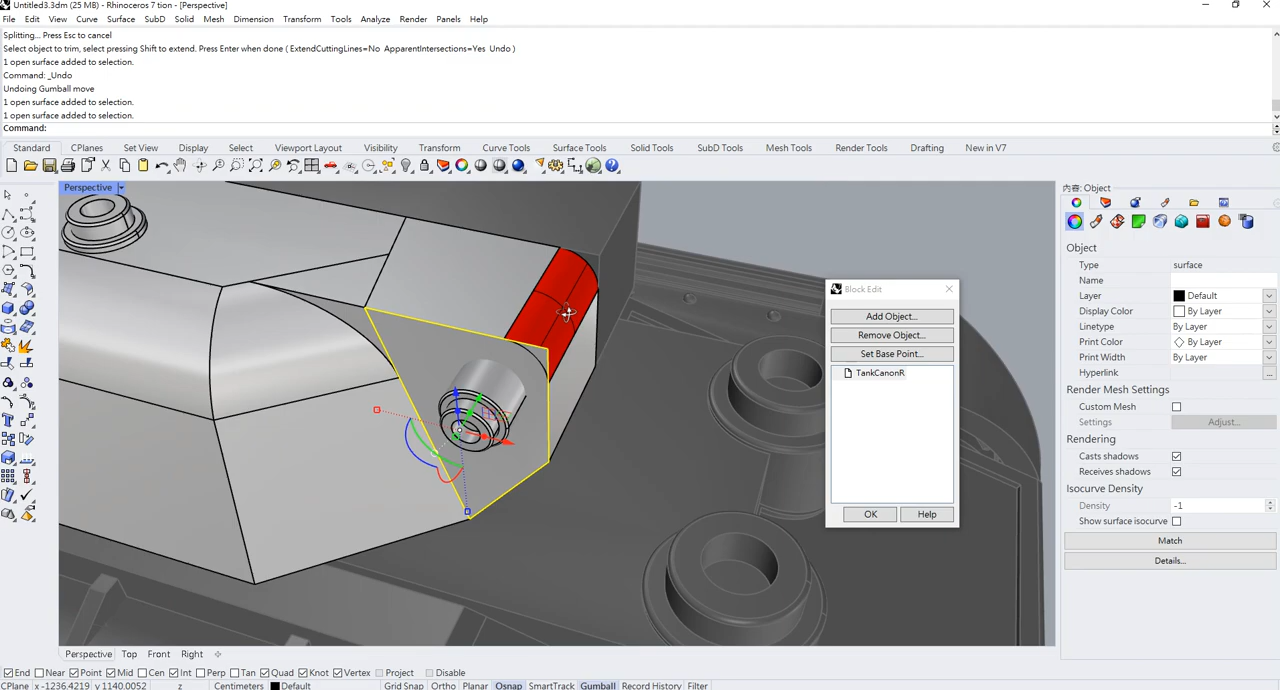 Untitled3.3dm (25 MB) - Rhinoceros 7 tion - [Perspective]
File Edit View Curve Surface SubD Solid Mesh Dimension Transform Tools Analyze Render Panels Help
Splitting... Press Esc to cancel
Select object to trim, select pressing Shift to extend. Press Enter when done ( ExtendCuttingLines=No ApparentIntersections=Yes Undo )
1 open surface added to selection.
Command: _Undo
Undoing Gumball move
1 open surface added to selection.
1 open surface added to selection.
Command:
Standard CPlanes Set View Display Select Viewport Layout Visibility Transform Curve Tools Surface Tools Solid Tools SubD Tools Mesh Tools Render Tools Drafting New in V7
Perspective
Block Edit
Add Object...
Remove Object...
Set Base Point...
TankCanonR
OK Help
內容: Object
Object
Type surface
Name
Layer Default
Display Color By Layer
Linetype By Layer
Print Color By Layer
Print Width By Layer
Hyperlink ...
Render Mesh Settings
Custom Mesh
Settings Adjust...
Rendering
Casts shadows
Receives shadows
Isocurve Density
Density -1
Show surface isocurve
Match
Details...
Perspective Top Front Right
End Near Point Mid Cen Int Perp Tan Quad Knot Vertex Project Disable
CPlane x -1236.4219 y 1140.0052 z Centimeters Default Grid Snap Ortho Planar Osnap SmartTrack Gumball Record History Filter